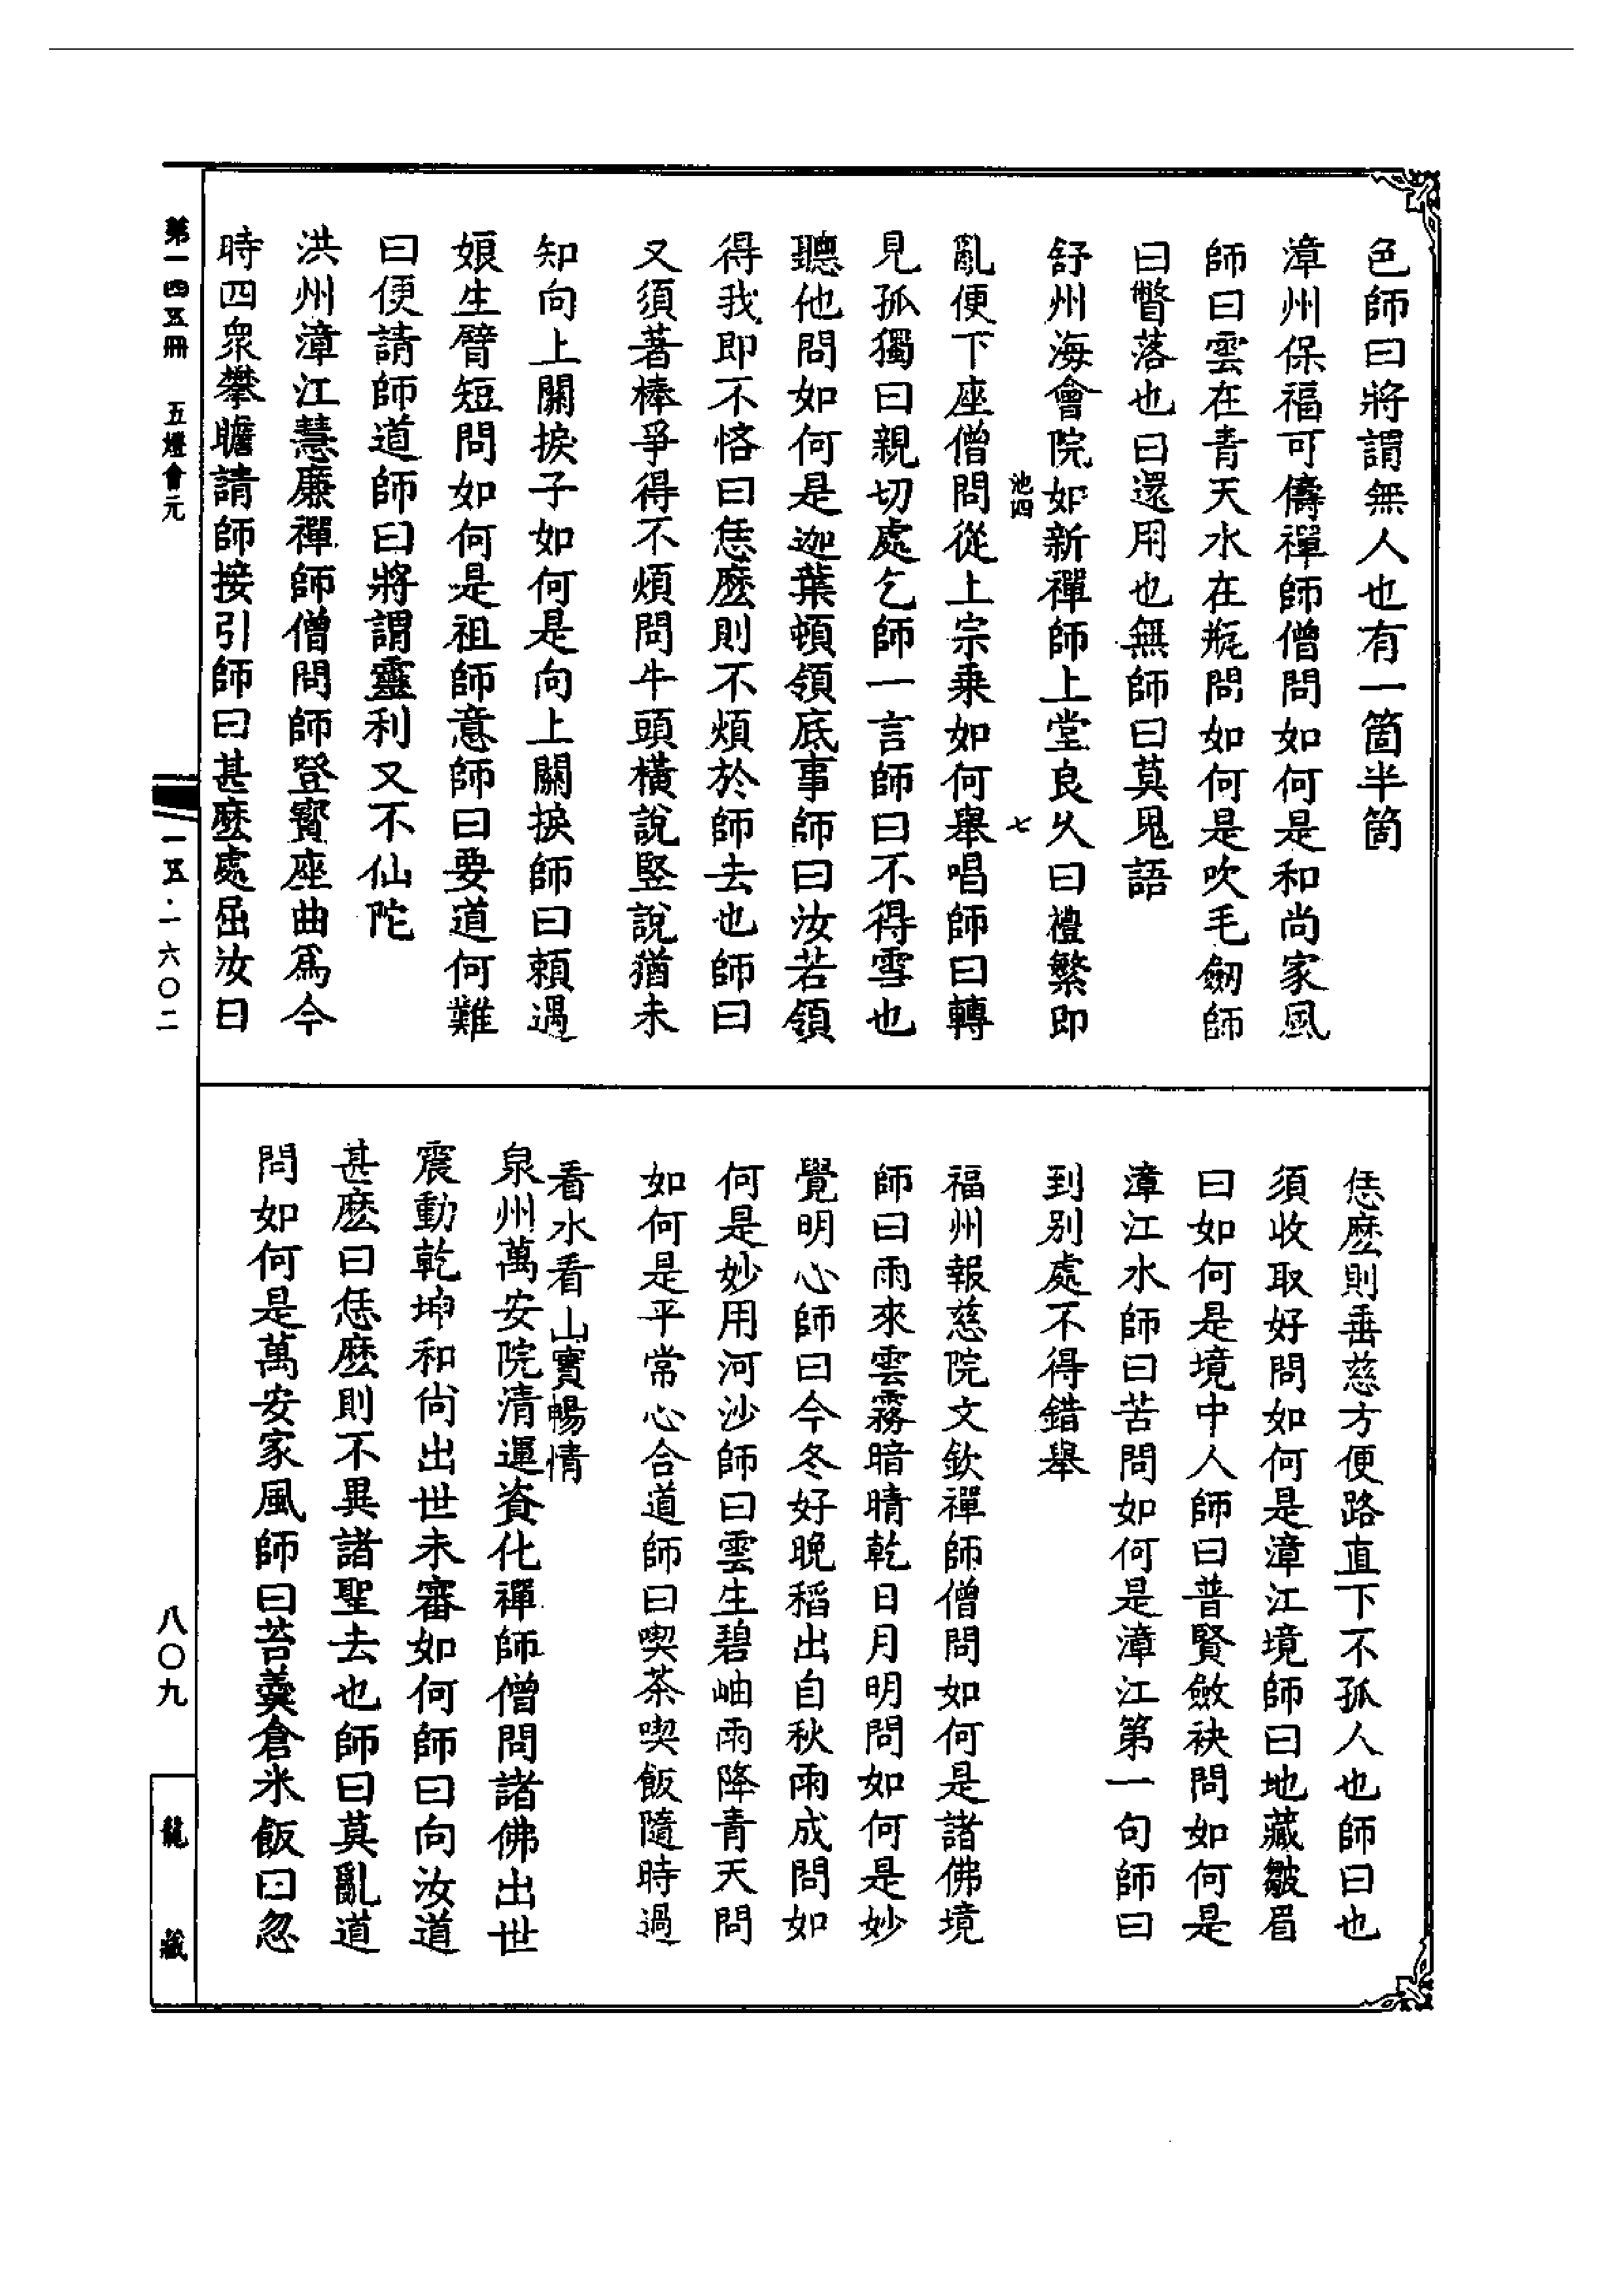 色師曰將謂無人也有一箇半箇
漳州保福可儔禪師僧問如何是和尚家風
師曰雲在青天水在瓶問如何是吹毛劒師
曰瞥落也曰還用也無師曰莫鬼語
舒州海會院如新禪師上堂良久曰禮繁即
池四
七
亂便下座僧問從上宗乘如何舉唱師曰轉
見孤獨曰親切處乞師一言師曰不得雪也
聽他問如何是迦葉頓領底事師曰汝若領
得我即不悋曰恁麽則不煩於師去也師曰
又須著棒爭得不煩問牛頭橫說竪說猶未
知向上關捩子如何是向上關捩師曰賴遇
娘生臂短問如何是祖師意師曰要道何難
曰便請師道師曰將謂靈利又不仙陀
洪州漳江慧廉禪師僧問師登寳座曲爲今
時四衆攀瞻請師接引師曰甚麽處屈汝曰
恁麽則垂慈方便路直下不孤人也師曰也
須收取好問如何是漳江境師曰地藏皺眉
曰如何是境中人師曰普賢斂袂問如何是
漳江水師曰苦問如何是漳江第一句師曰
到別處不得錯舉
福州報慈院文欽禪師僧問如何是諸佛境
師曰雨來雲霧暗晴乾日月明問如何是妙
覺明心師曰今冬好晚稻出自秋雨成問如
何是妙用河沙師曰雲生碧岫雨降青天問
如何是平常心合道師曰喫茶喫飯隨時過
看水看山實暢情
泉州萬安院清運資化禪師僧問諸佛出世
震動乾坤和尚出世未審如何師曰向汝道
甚麽曰恁麽則不異諸聖去也師曰莫亂道
問如何是萬安家風師曰苔羹倉米飯曰忽
第一四五冊 五燈會元
一五·一六〇二
八〇九
龍藏